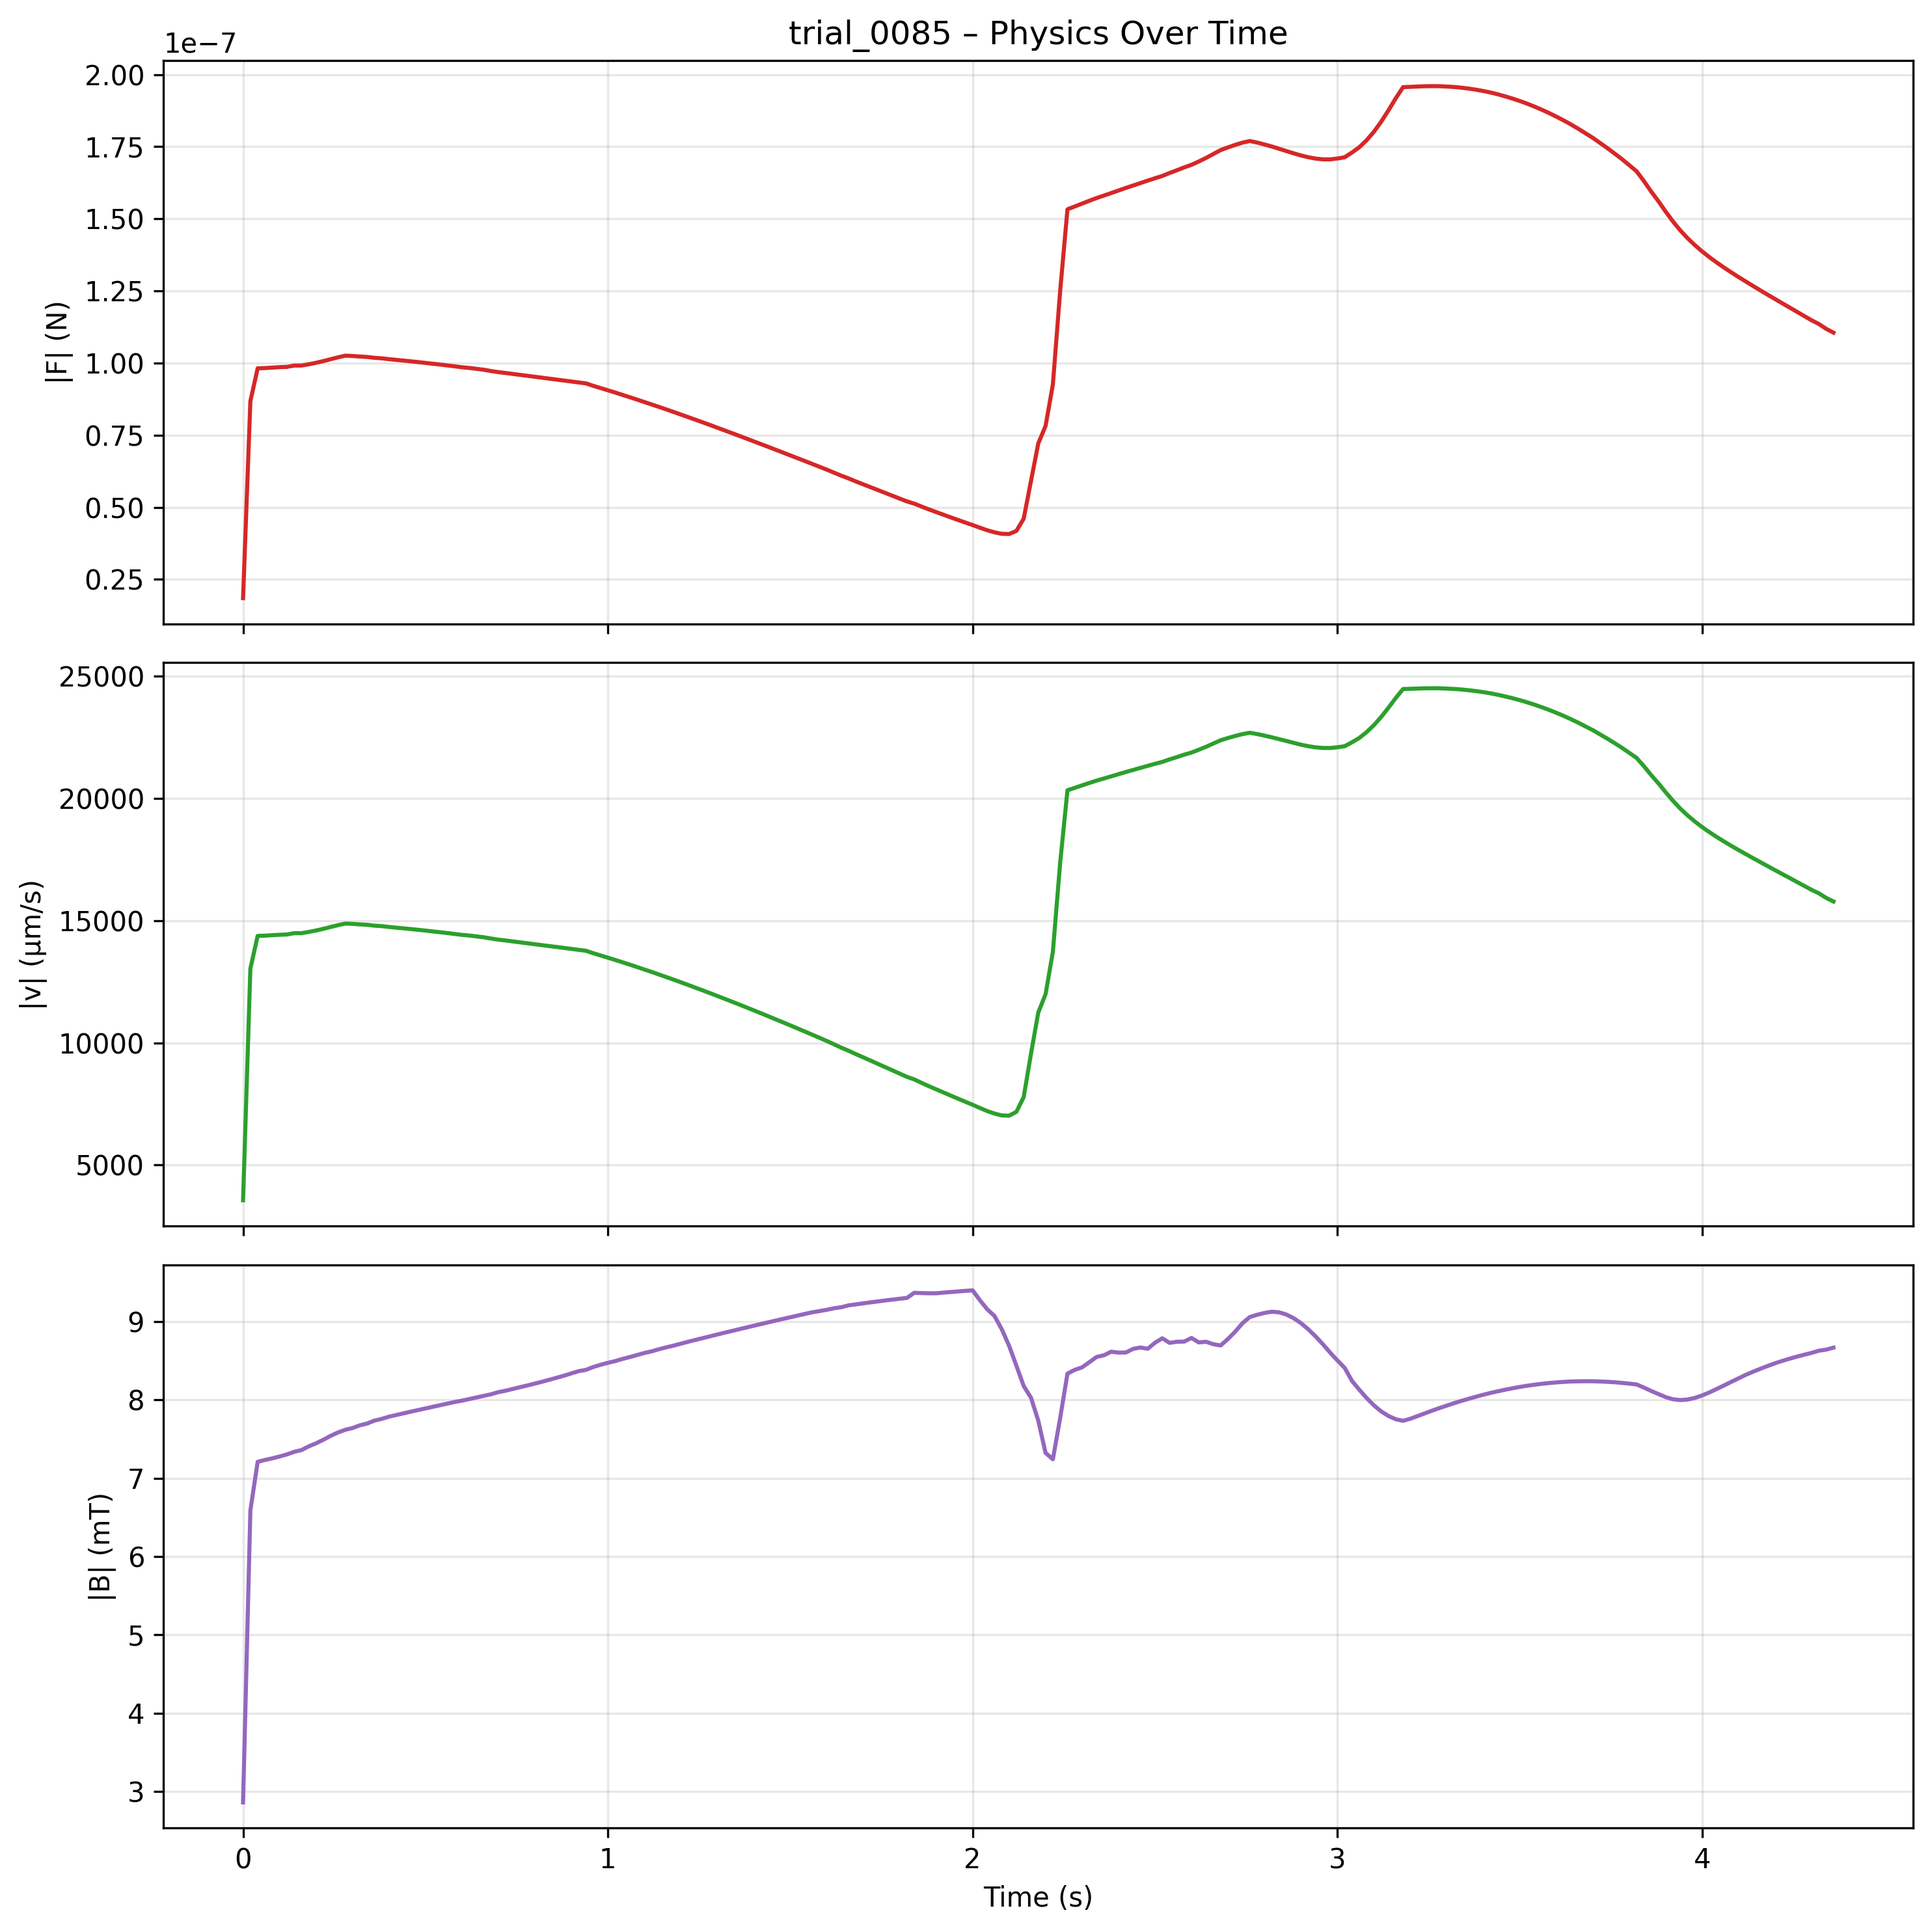 trial_0085 – Physics Over Time
1e−7
2.00
1.75
1.50
1.25
1.00
0.75
0.50
0.25
|F| (N)
25000
20000
15000
10000
5000
|v| (µm/s)
9
8
7
6
5
4
3
|B| (mT)
0 1 2 3 4
Time (s)